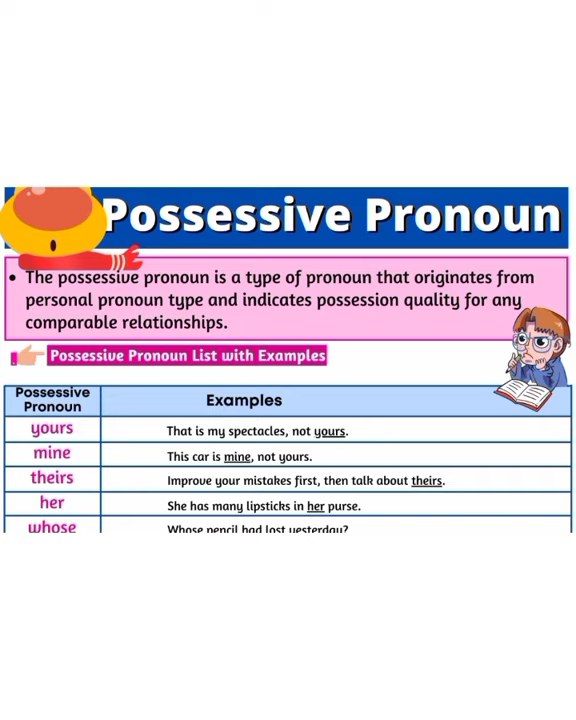 Possessive Pronoun
• The possessive pronoun is a type of pronoun that originates from
personal pronoun type and indicates possession quality for any
comparable relationships.
Possessive Pronoun List with Examples
Possessive
Pronoun
Examples
yours That is my spectacles, not yours.
mine This car is mine, not yours.
theirs Improve your mistakes first, then talk about theirs.
her She has many lipsticks in her purse.
whose Whose pencil had lost yesterday?